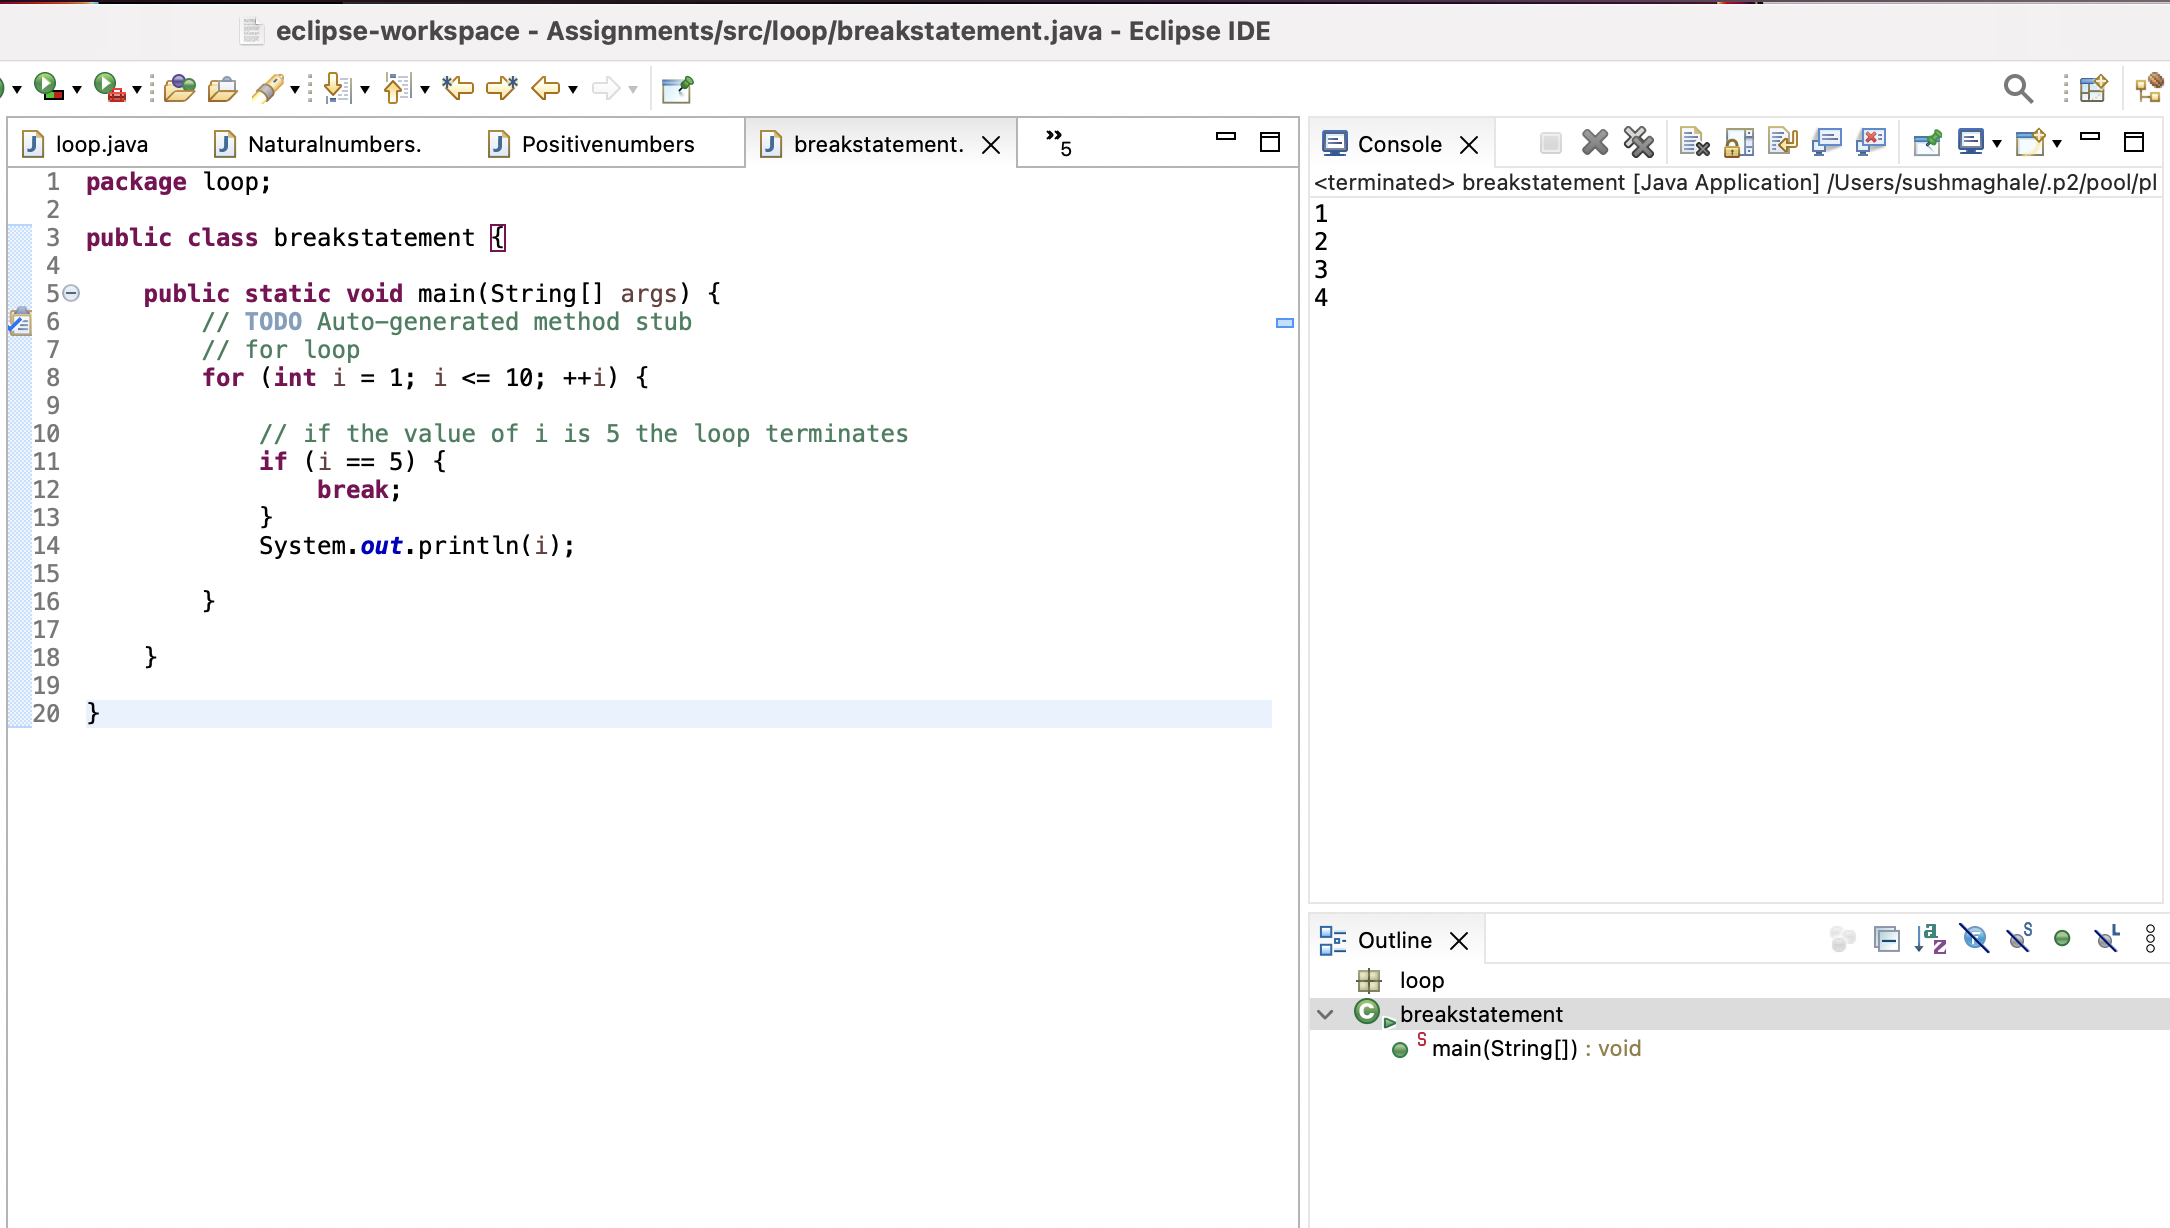 eclipse-workspace - Assignments/src/loop/breakstatement.java - Eclipse IDE
loop.java
Naturalnumbers.
Positivenumbers
breakstatement.
»5
1 package loop;
2
3 public class breakstatement {
4
5     public static void main(String[] args) {
6         // TODO Auto-generated method stub
7         // for loop
8         for (int i = 1; i <= 10; ++i) {
9
10             // if the value of i is 5 the loop terminates
11             if (i == 5) {
12                 break;
13             }
14             System.out.println(i);
15
16         }
17
18     }
19
20 }
Console
<terminated> breakstatement [Java Application] /Users/sushmaghale/.p2/pool/pl
1
2
3
4
Outline
loop
breakstatement
main(String[]) : void